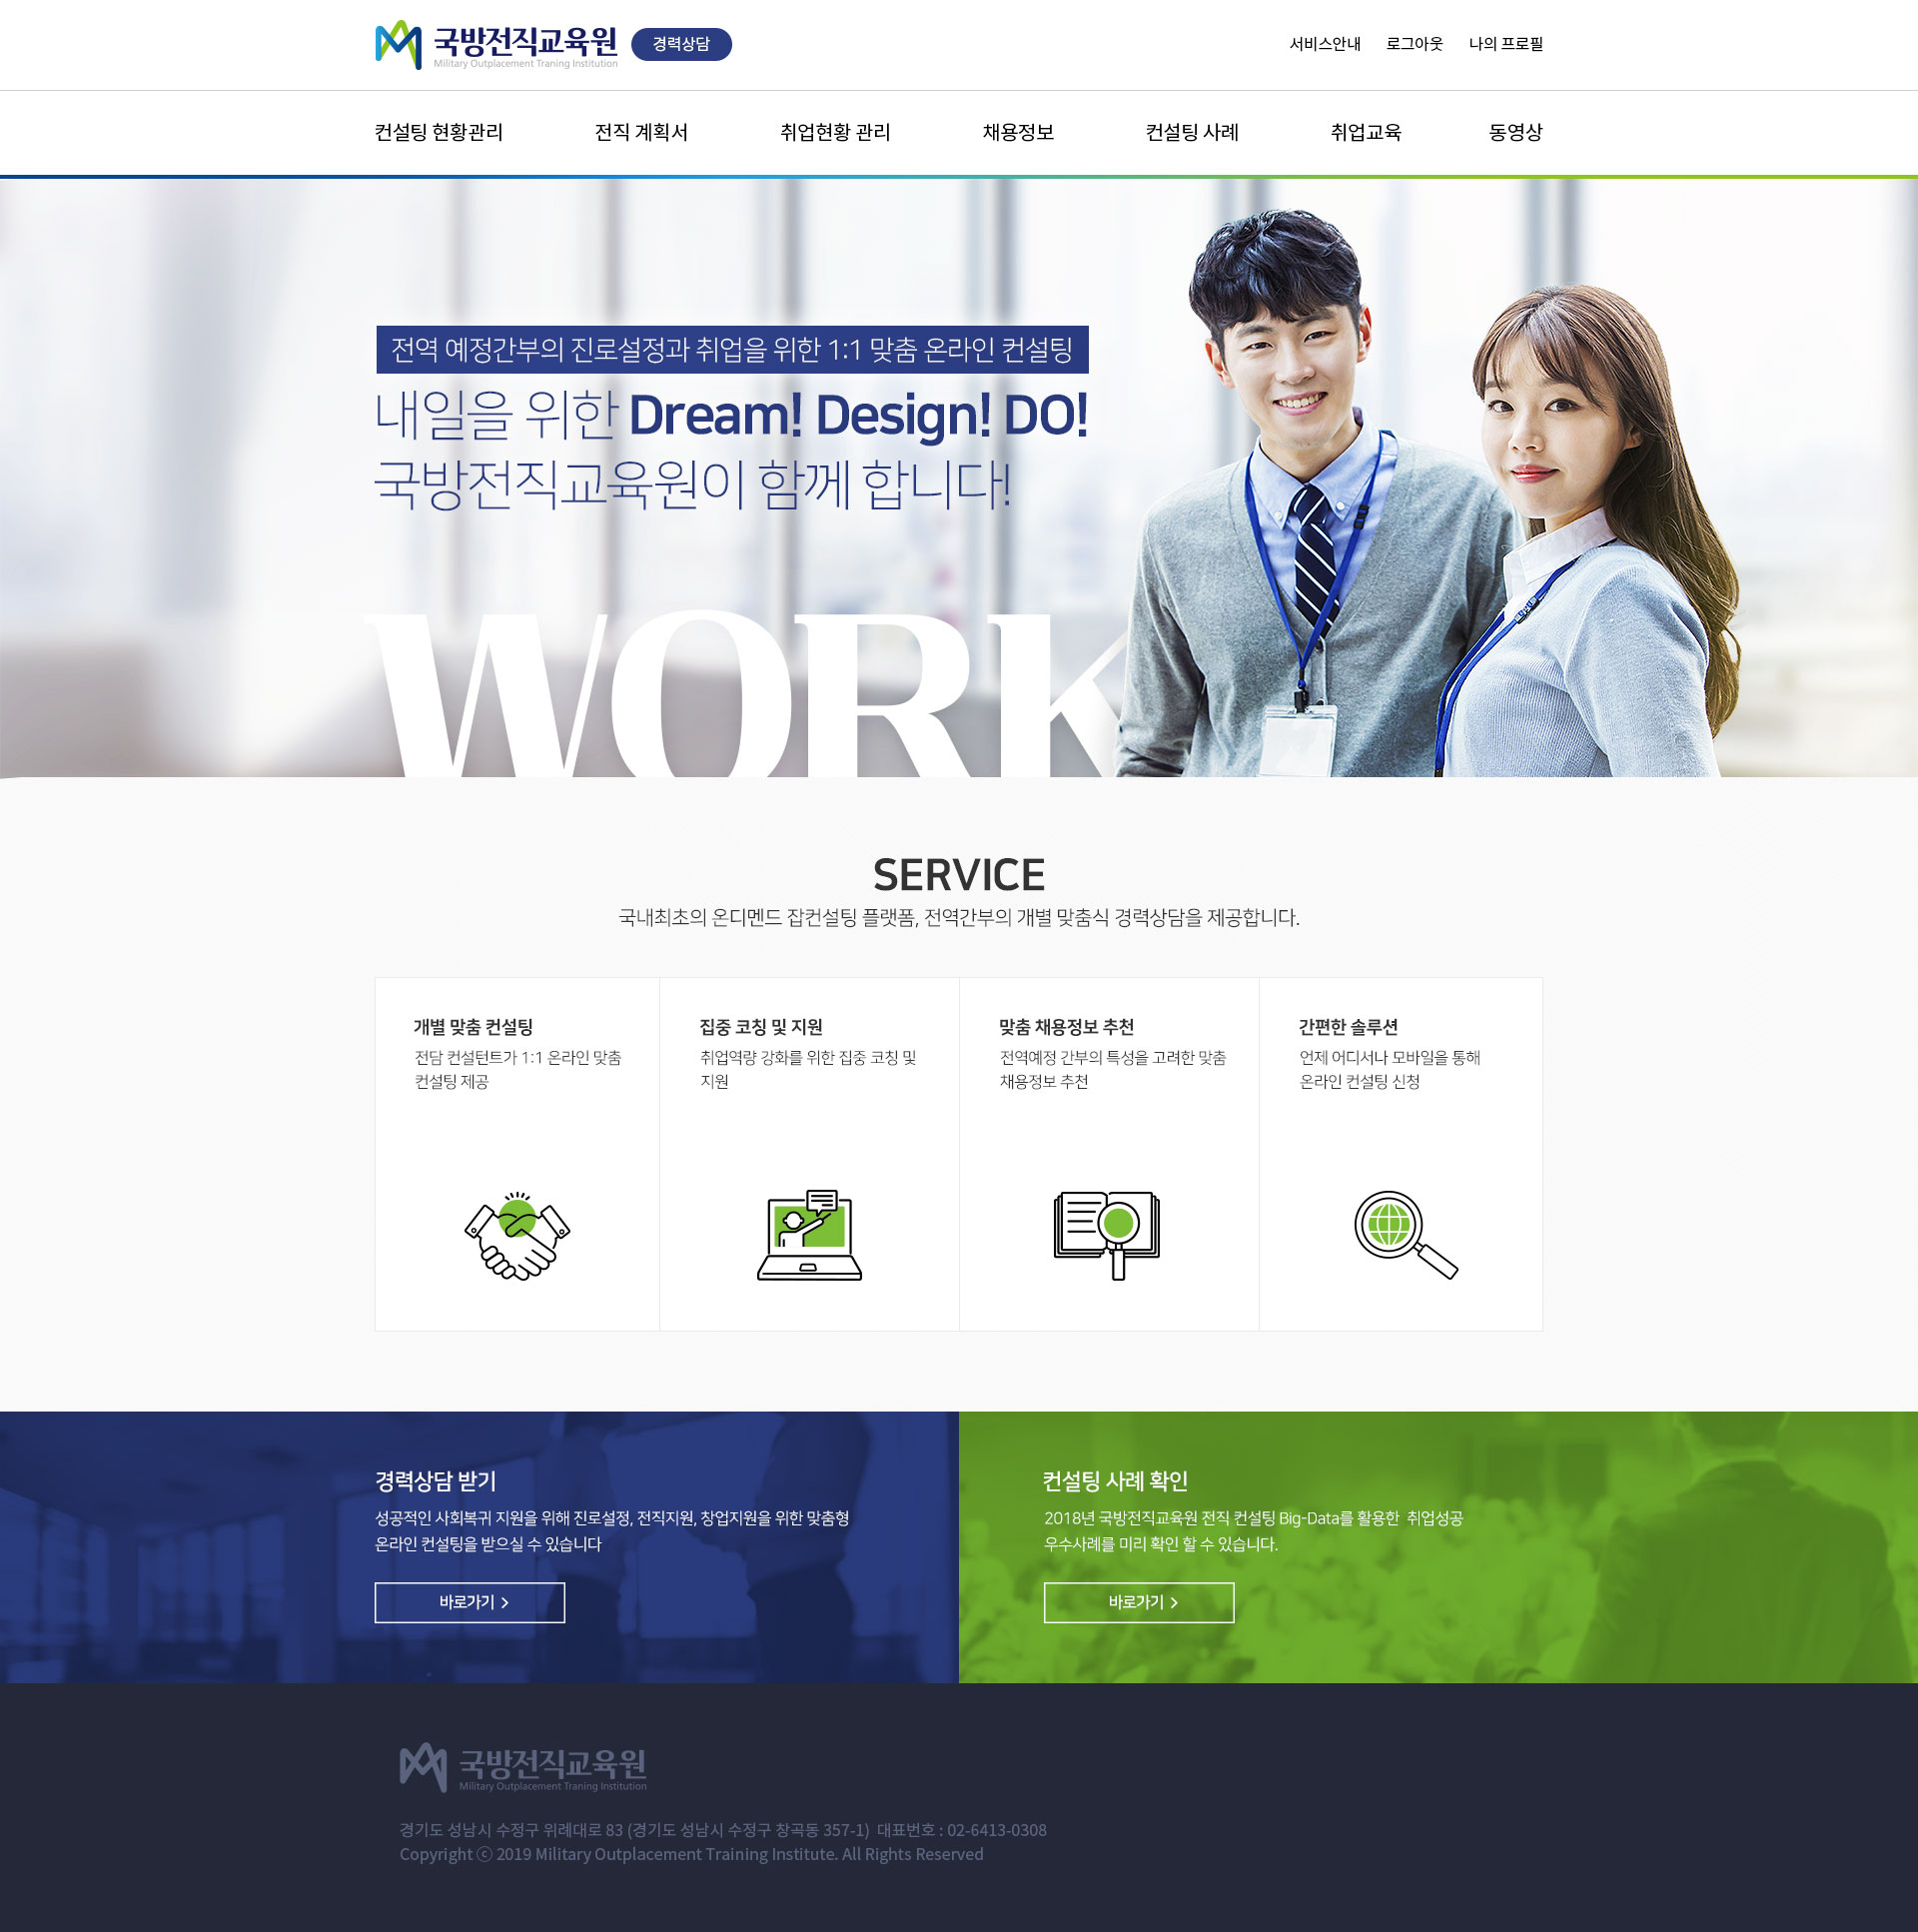 국방전직교육원 경력상담
Military Outplacement Traning Institution
서비스안내 로그아웃 나의 프로필
컨설팅 현황관리 전직 계획서 취업현황 관리 채용정보 컨설팅 사례 취업교육 동영상
전역 예정간부의 진로설정과 취업을 위한 1:1 맞춤 온라인 컨설팅
내일을 위한 Dream! Design! DO!
국방전직교육원이 함께 합니다!
WORK
SERVICE
국내최초의 온디멘드 잡컨설팅 플랫폼, 전역간부의 개별 맞춤식 경력상담을 제공합니다.
개별 맞춤 컨설팅
전담 컨설턴트가 1:1 온라인 맞춤
컨설팅 제공
집중 코칭 및 지원
취업역량 강화를 위한 집중 코칭 및
지원
맞춤 채용정보 추천
전역예정 간부의 특성을 고려한 맞춤
채용정보 추천
간편한 솔루션
언제 어디서나 모바일을 통해
온라인 컨설팅 신청
경력상담 받기
성공적인 사회복귀 지원을 위해 진로설정, 전직지원, 창업지원을 위한 맞춤형
온라인 컨설팅을 받으실 수 있습니다
바로가기 >
컨설팅 사례 확인
2018년 국방전직교육원 전직 컨설팅 Big-Data를 활용한 취업성공
우수사례를 미리 확인 할 수 있습니다.
바로가기 >
국방전직교육원
Military Outplacement Traning Institution
경기도 성남시 수정구 위례대로 83 (경기도 성남시 수정구 창곡동 357-1) 대표번호 : 02-6413-0308
Copyright ⓒ 2019 Military Outplacement Training Institute. All Rights Reserved